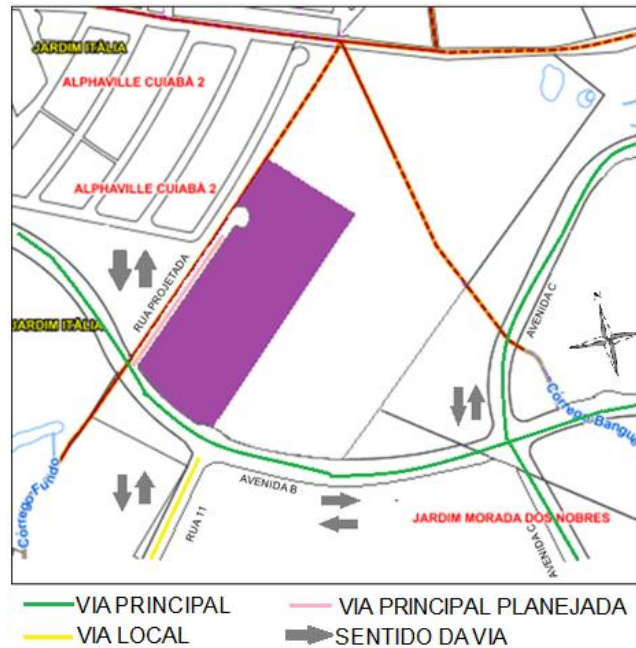 JARDIM ITÁLIA
ALPHAVILLE CUIABÁ 2
ALPHAVILLE CUIABÁ 2
RUA PROJETADA
JARDIM ITÁLIA
AVENIDA C
Córrego-Fundo
Córrego-Bangue
AVENIDA B
RUA 11
JARDIM MORADA DOS NOBRES
AVENIDA C
VIA PRINCIPAL
VIA PRINCIPAL PLANEJADA
VIA LOCAL
SENTIDO DA VIA